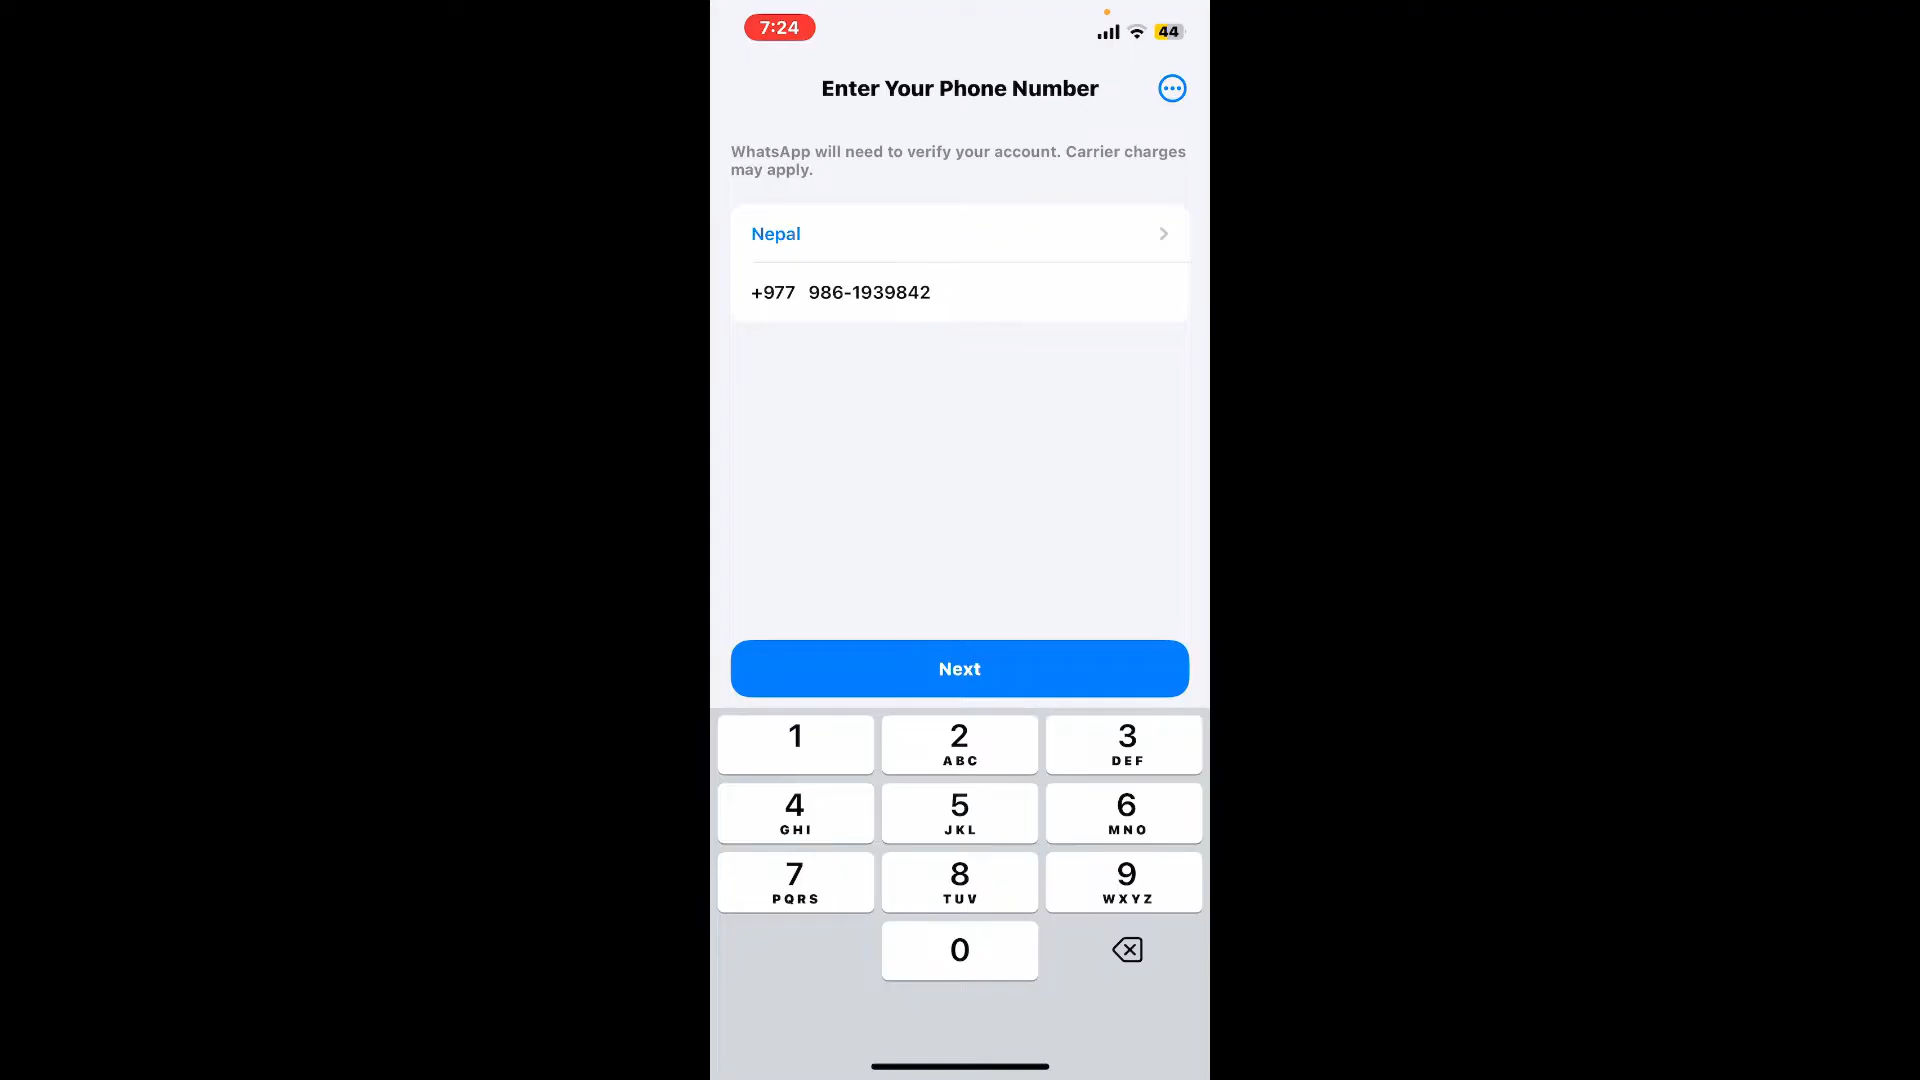 7:24
44
Enter Your Phone Number
WhatsApp will need to verify your account. Carrier charges
may apply.
Nepal
+977 986-1939842
Next
1 2 3
ABC DEF
4 5 6
GHI JKL MNO
7 8 9
PQRS TUV WXYZ
0